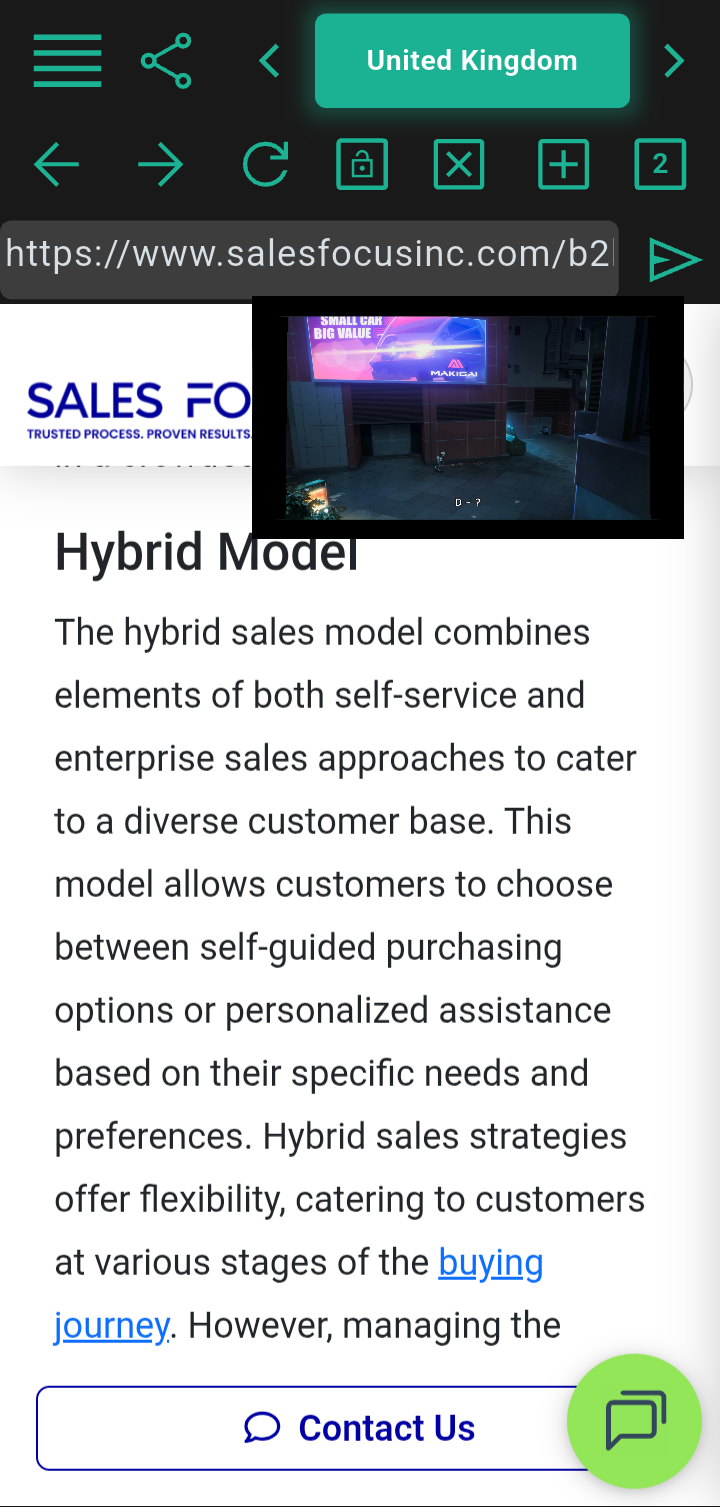 United Kingdom
2
https://www.salesfocusinc.com/b2
SMALL CAR
BIG VALUE
MAKIGAI
D - ?
SALES FO
TRUSTED PROCESS. PROVEN RESULTS.
Hybrid Model
The hybrid sales model combines
elements of both self-service and
enterprise sales approaches to cater
to a diverse customer base. This
model allows customers to choose
between self-guided purchasing
options or personalized assistance
based on their specific needs and
preferences. Hybrid sales strategies
offer flexibility, catering to customers
at various stages of the buying
journey. However, managing the
Contact Us